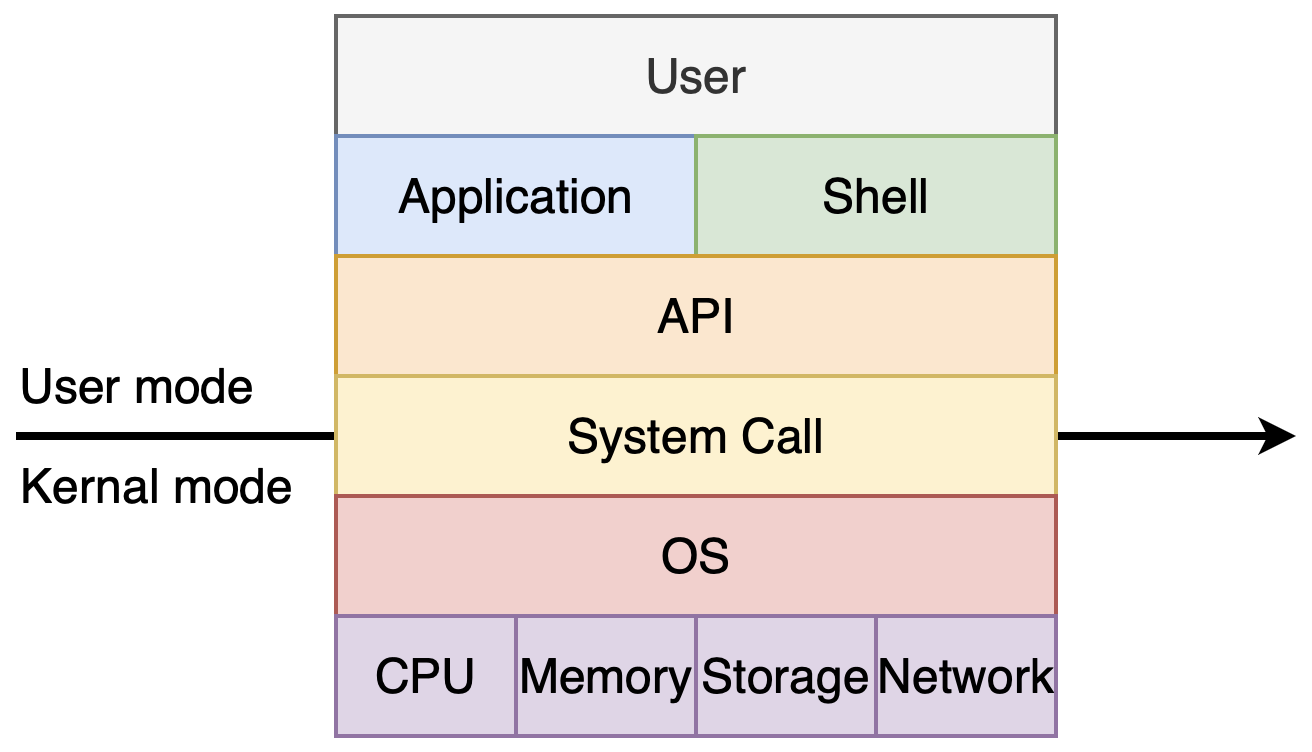 User
Application
Shell
API
User mode
System Call
Kernal mode
OS
CPU
Memory
Storage
Network